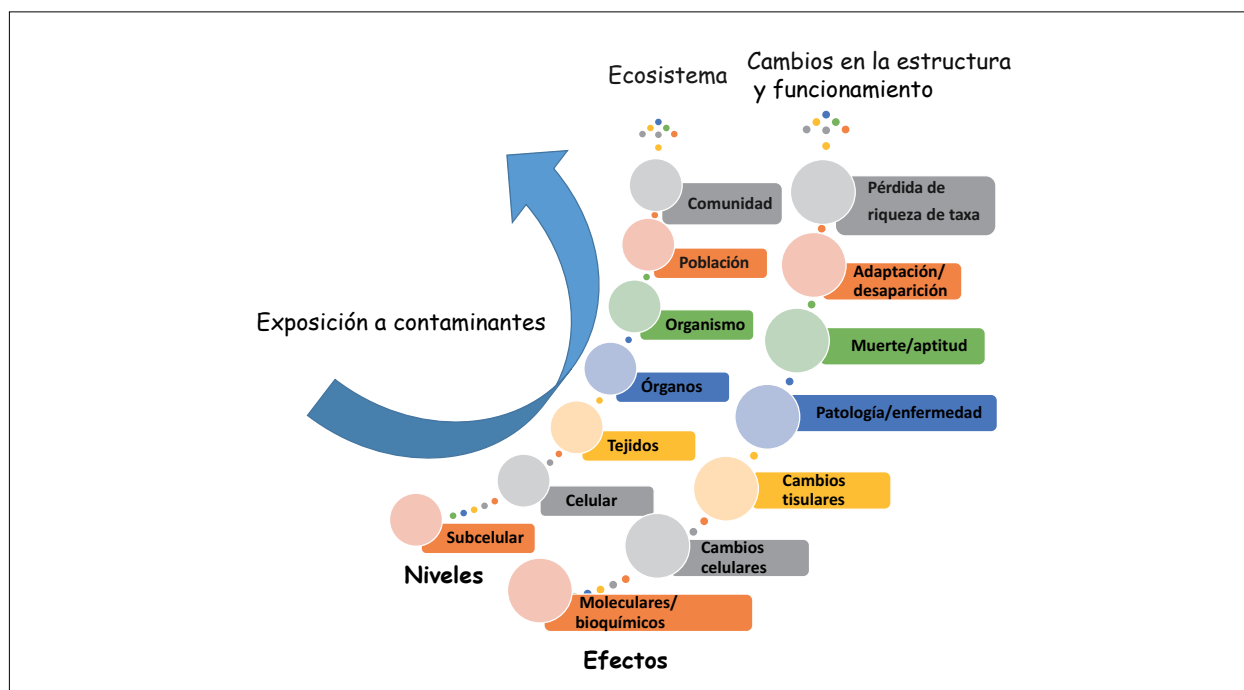 Ecosistema
Cambios en la estructura
y funcionamiento
Comunidad
Pérdida de
riqueza de taxa
Población
Adaptación/
desaparición
Exposición a contaminantes
Organismo
Muerte/aptitud
Órganos
Patología/enfermedad
Tejidos
Cambios
tisulares
Celular
Cambios
celulares
Subcelular
Niveles
Moleculares/
bioquímicos
Efectos